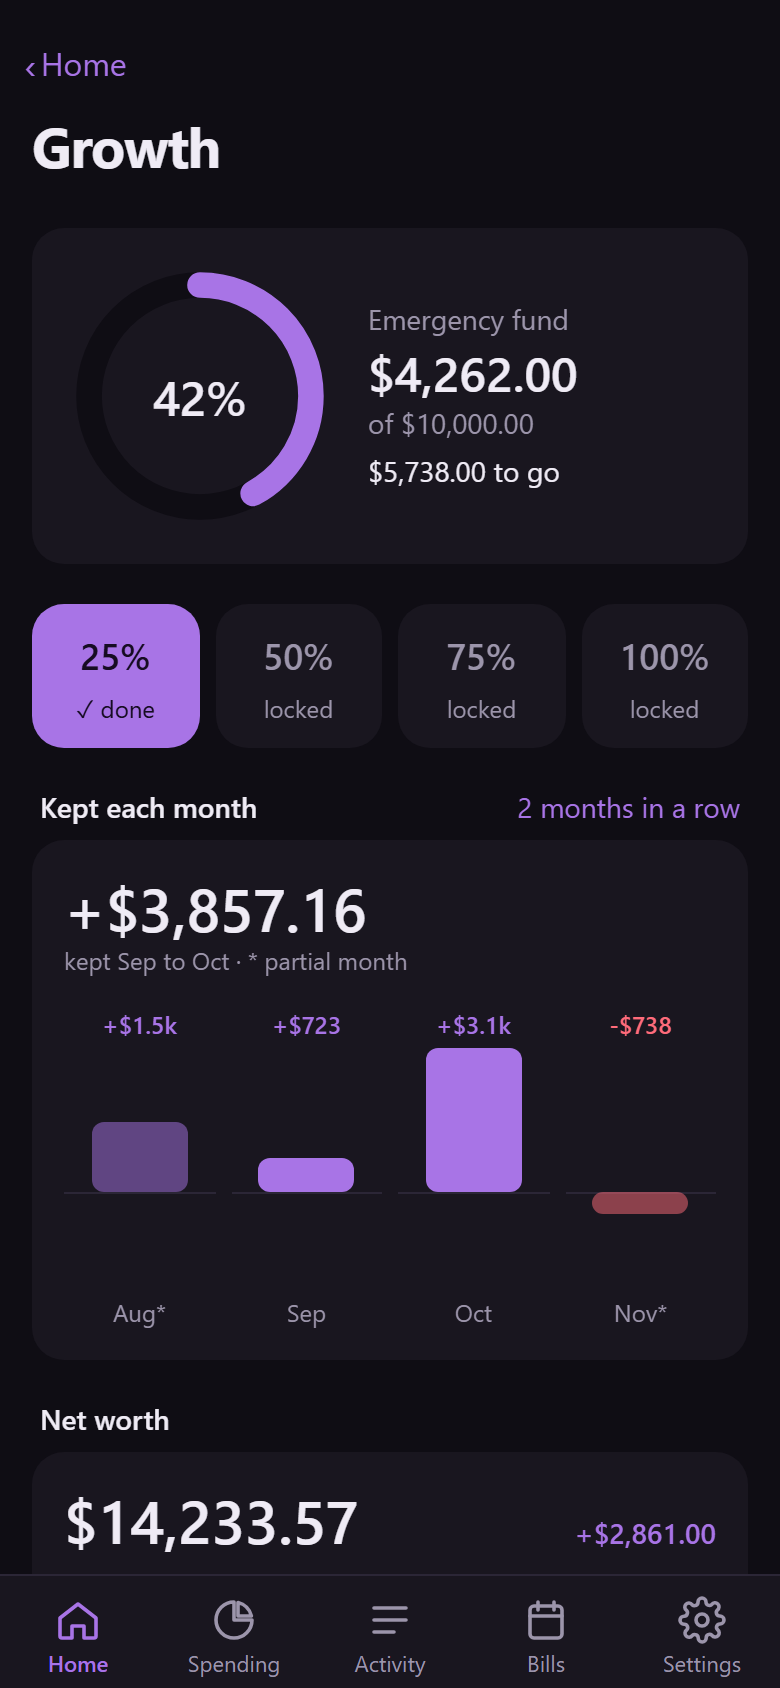 ‹ Home
Growth
42%
Emergency fund
$4,262.00
of $10,000.00
$5,738.00 to go
25%
✓ done
50%
locked
75%
locked
100%
locked
Kept each month
2 months in a row
+$3,857.16
kept Sep to Oct · * partial month
+$1.5k
+$723
+$3.1k
-$738
Aug*
Sep
Oct
Nov*
Net worth
$14,233.57
+$2,861.00
Home
Spending
Activity
Bills
Settings